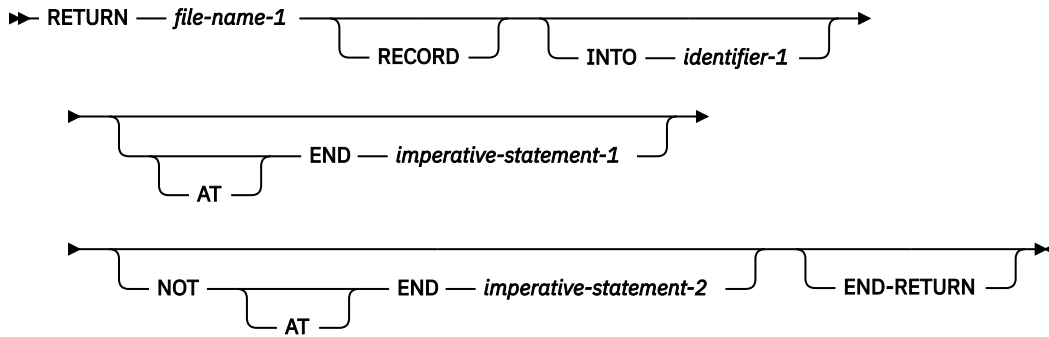 RETURN file-name-1
RECORD INTO identifier-1
END imperative-statement-1
AT
NOT END imperative-statement-2 END-RETURN
AT